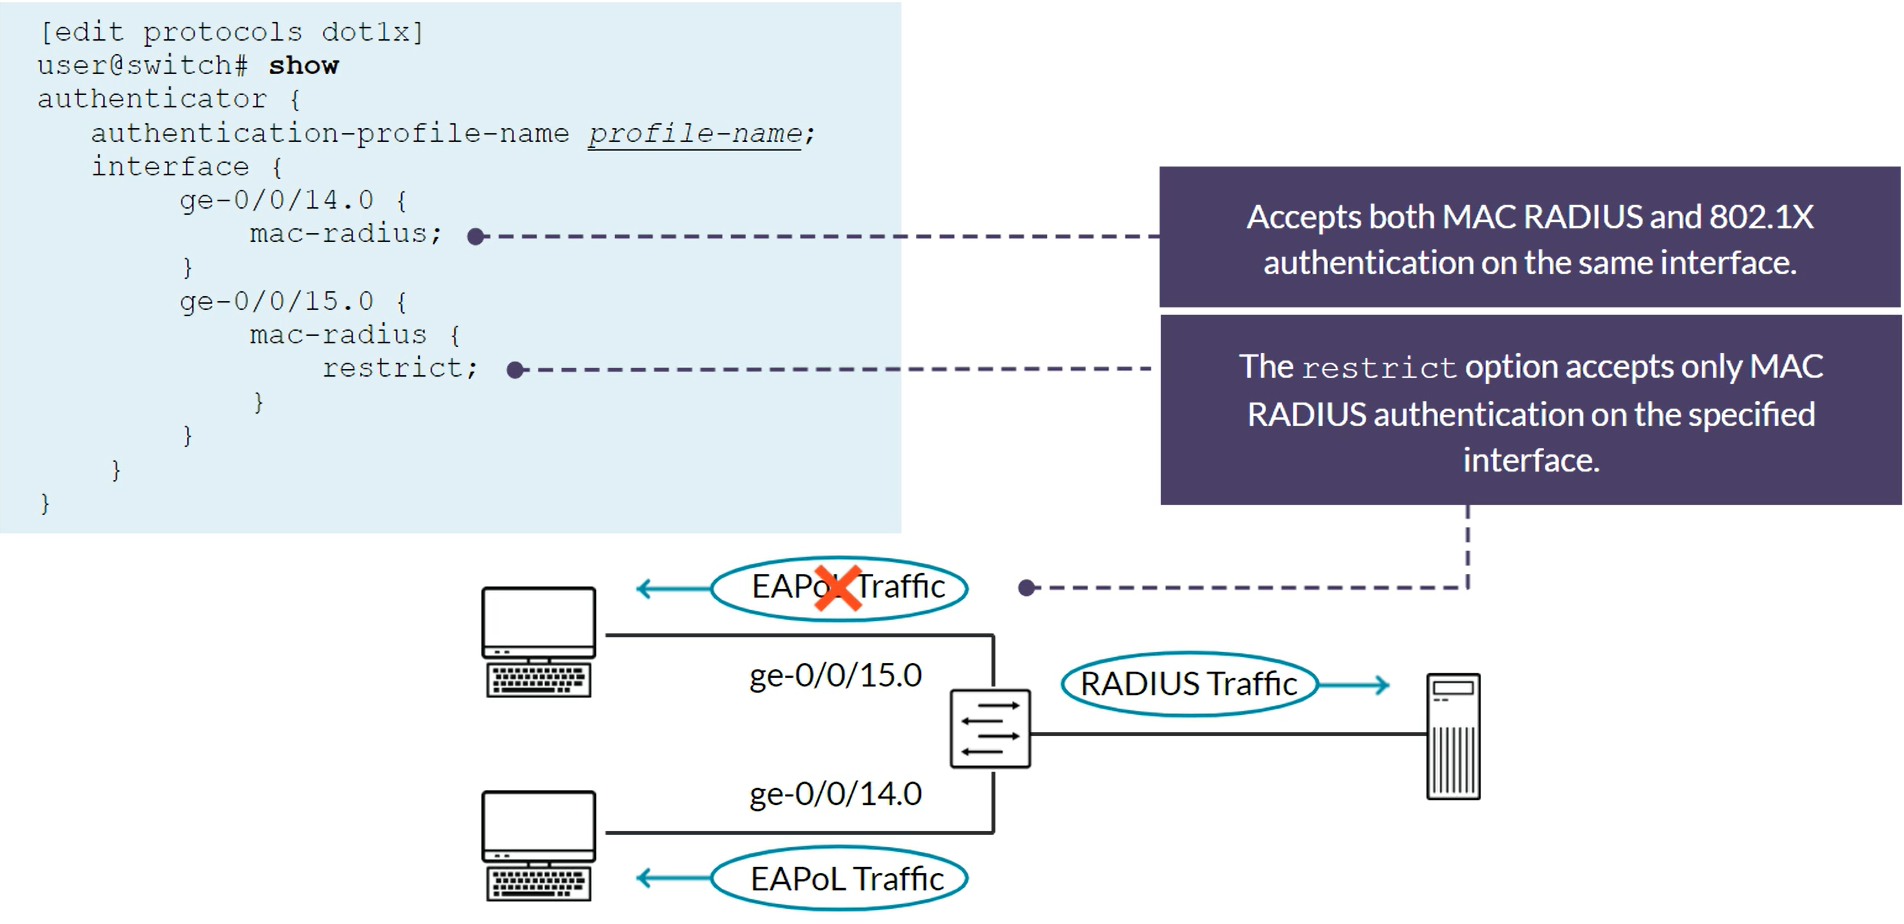 [edit protocols dot1x]
user@switch# show
authenticator {
authentication-profile-name profile-name;
interface {
ge-0/0/14.0 {
mac-radius;
}
ge-0/0/15.0 {
mac-radius {
restrict;
}
}
}
}
Accepts both MAC RADIUS and 802.1X
authentication on the same interface.
The restrict option accepts only MAC
RADIUS authentication on the specified
interface.
EAPoL Traffic
ge-0/0/15.0
RADIUS Traffic
ge-0/0/14.0
EAPoL Traffic